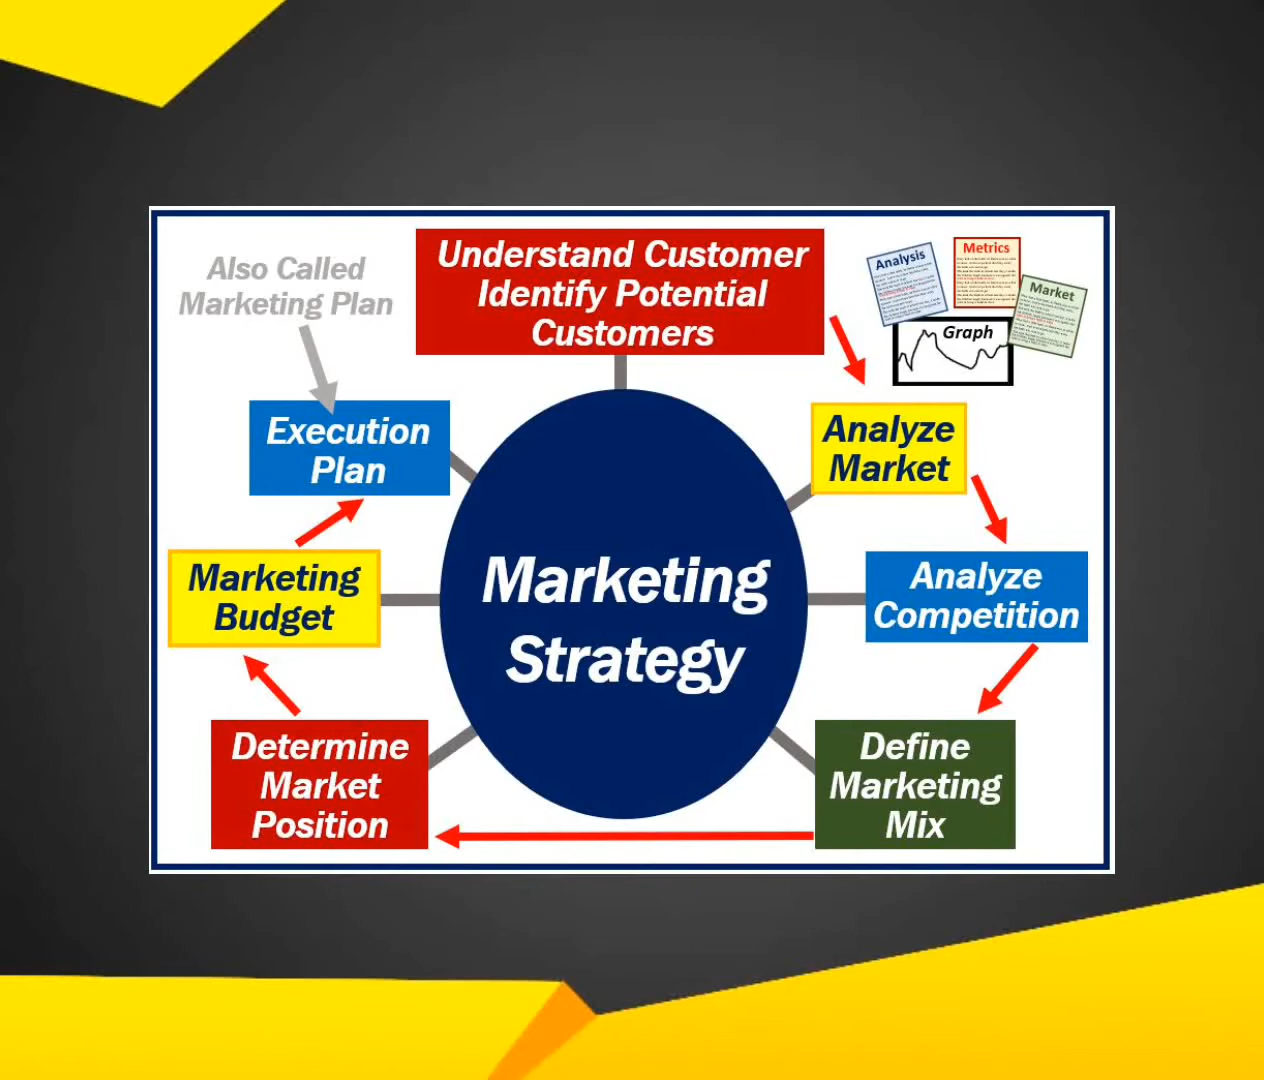 Understand Customer
Identify Potential
Customers
Also Called
Marketing Plan
Analysis
Metrics
Market
Graph
Execution
Plan
Analyze
Market
Marketing
Budget
Marketing
Strategy
Analyze
Competition
Determine
Market
Position
Define
Marketing
Mix